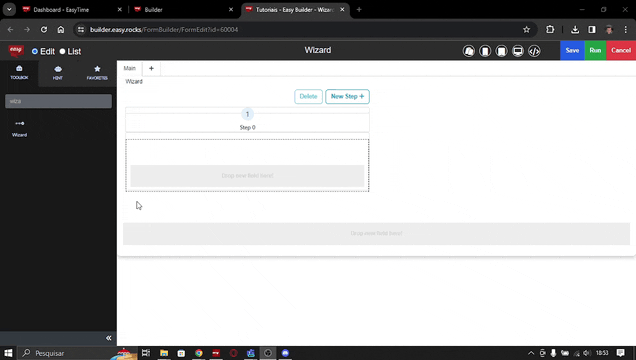 Dashboard - EasyTime
Builder
Tutoriais - Easy Builder - Wizar
builder.easy.rocks/FormBuilder/FormEdit?id=60004
easy
Edit
List
Wizard
Save
Run
Cancel
TOOLBOX
HINT
FAVORITES
Main
+
Wizard
wiza
Delete
New Step +
1
Step 0
Wizard
Drop new field here!
Drop new field here!
«
Pesquisar
18:53